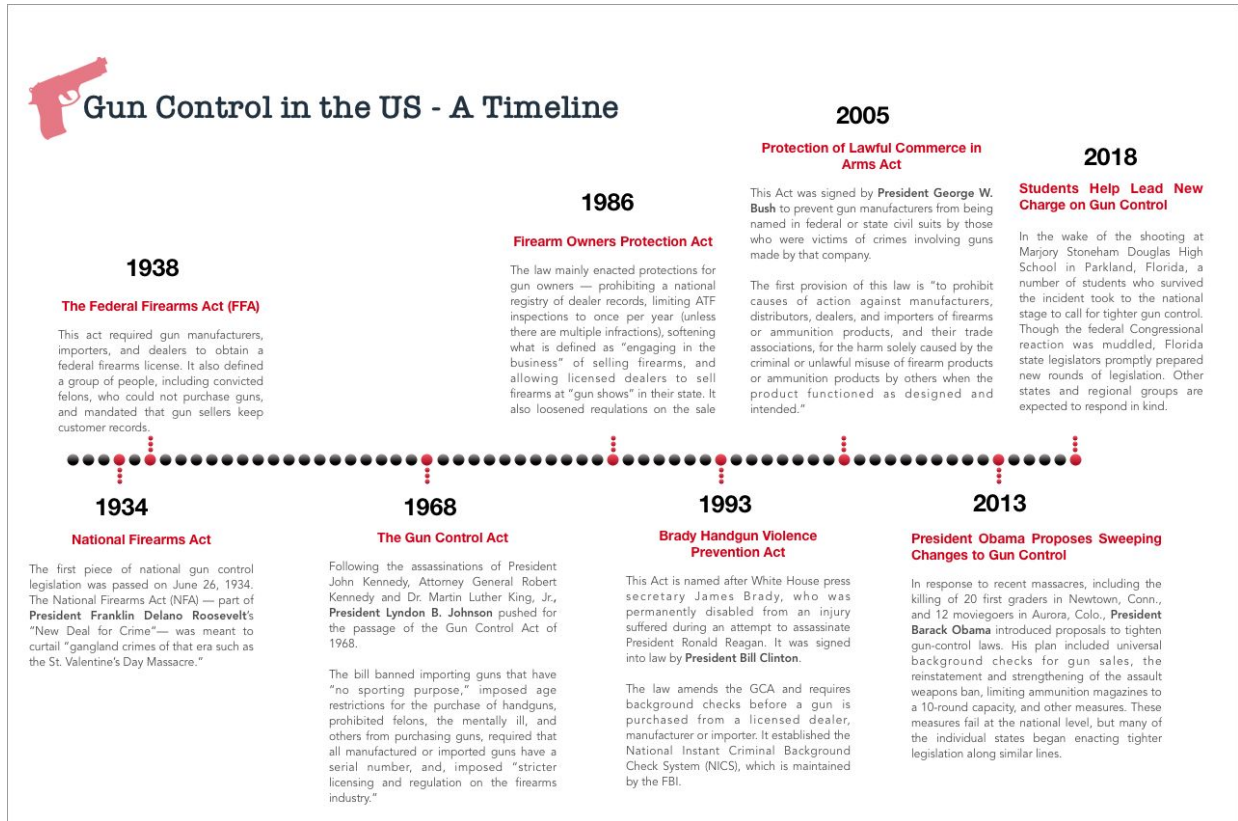 Gun Control in the US - A Timeline
1938
The Federal Firearms Act (FFA)
This act required gun manufacturers,
importers, and dealers to obtain a
federal firearms license. It also defined
a group of people, including convicted
felons, who could not purchase guns,
and mandated that gun sellers keep
customer records.
1986
Firearm Owners Protection Act
The law mainly enacted protections for
gun owners — prohibiting a national
registry of dealer records, limiting ATF
inspections to once per year (unless
there are multiple infractions), softening
what is defined as “engaging in the
business” of selling firearms, and
allowing licensed dealers to sell
firearms at “gun shows” in their state. It
also loosened regulations on the sale
2005
Protection of Lawful Commerce in
Arms Act
This Act was signed by President George W.
Bush to prevent gun manufacturers from being
named in federal or state civil suits by those
who were victims of crimes involving guns
made by that company.
The first provision of this law is “to prohibit
causes of action against manufacturers,
distributors, dealers, and importers of firearms
or ammunition products, and their trade
associations, for the harm solely caused by the
criminal or unlawful misuse of firearm products
or ammunition products by others when the
product functioned as designed and
intended.”
2018
Students Help Lead New
Charge on Gun Control
In the wake of the shooting at
Marjory Stoneham Douglas High
School in Parkland, Florida, a
number of students who survived
the incident took to the national
stage to call for tighter gun control.
Though the federal Congressional
reaction was muddled, Florida
state legislators promptly prepared
new rounds of legislation. Other
states and regional groups are
expected to respond in kind.
1934
National Firearms Act
The first piece of national gun control
legislation was passed on June 26, 1934.
The National Firearms Act (NFA) — part of
President Franklin Delano Roosevelt’s
“New Deal for Crime”— was meant to
curtail “gangland crimes of that era such as
the St. Valentine’s Day Massacre.”
1968
The Gun Control Act
Following the assassinations of President
John Kennedy, Attorney General Robert
Kennedy and Dr. Martin Luther King, Jr.,
President Lyndon B. Johnson pushed for
the passage of the Gun Control Act of
1968.
The bill banned importing guns that have
“no sporting purpose,” imposed age
restrictions for the purchase of handguns,
prohibited felons, the mentally ill, and
others from purchasing guns, required that
all manufactured or imported guns have a
serial number, and, imposed “stricter
licensing and regulation on the firearms
industry.”
1993
Brady Handgun Violence
Prevention Act
This Act is named after White House press
secretary James Brady, who was
permanently disabled from an injury
suffered during an attempt to assassinate
President Ronald Reagan. It was signed
into law by President Bill Clinton.
The law amends the GCA and requires
background checks before a gun is
purchased from a licensed dealer,
manufacturer or importer. It established the
National Instant Criminal Background
Check System (NICS), which is maintained
by the FBI.
2013
President Obama Proposes Sweeping
Changes to Gun Control
In response to recent massacres, including the
killing of 20 first graders in Newtown, Conn.,
and 12 moviegoers in Aurora, Colo., President
Barack Obama introduced proposals to tighten
gun-control laws. His plan included universal
background checks for gun sales, the
reinstatement and strengthening of the assault
weapons ban, limiting ammunition magazines to
a 10-round capacity, and other measures. These
measures fail at the national level, but many of
the individual states began enacting tighter
legislation along similar lines.